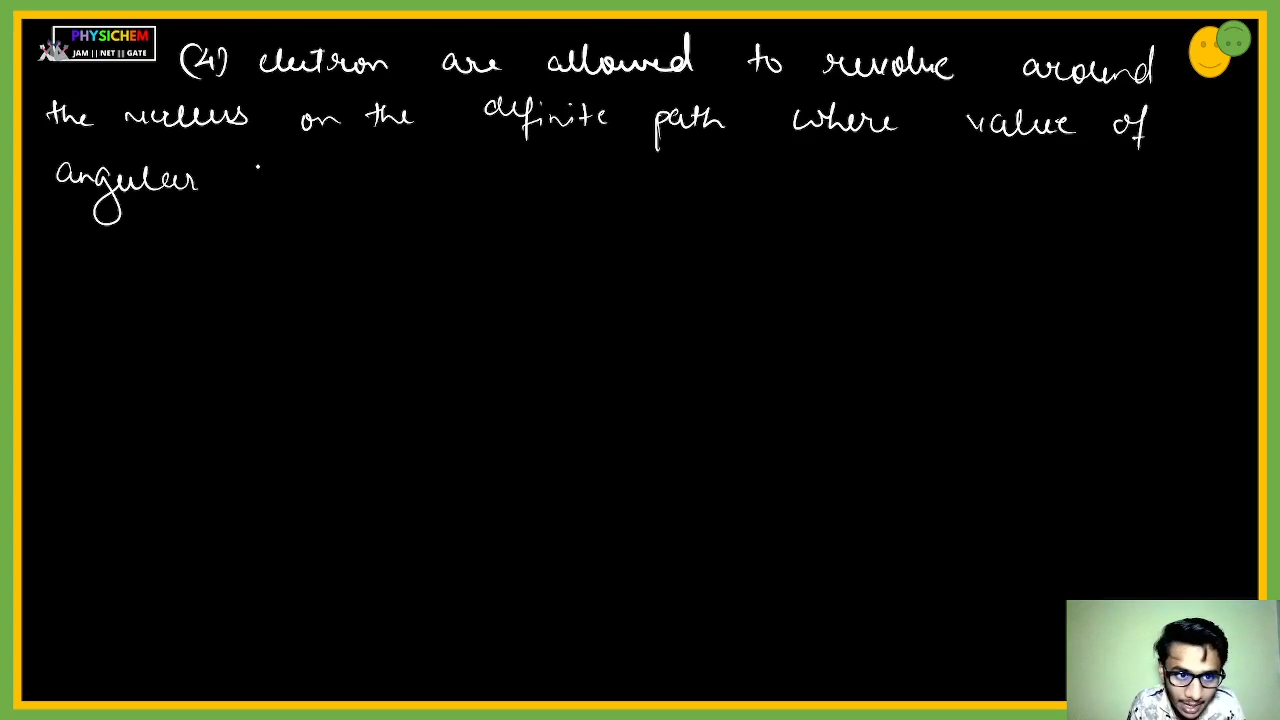 PHYSICHEM
JAM || NET || GATE
(4) electron are allowed to revolve around
the nucleus on the definite path where value of
angular